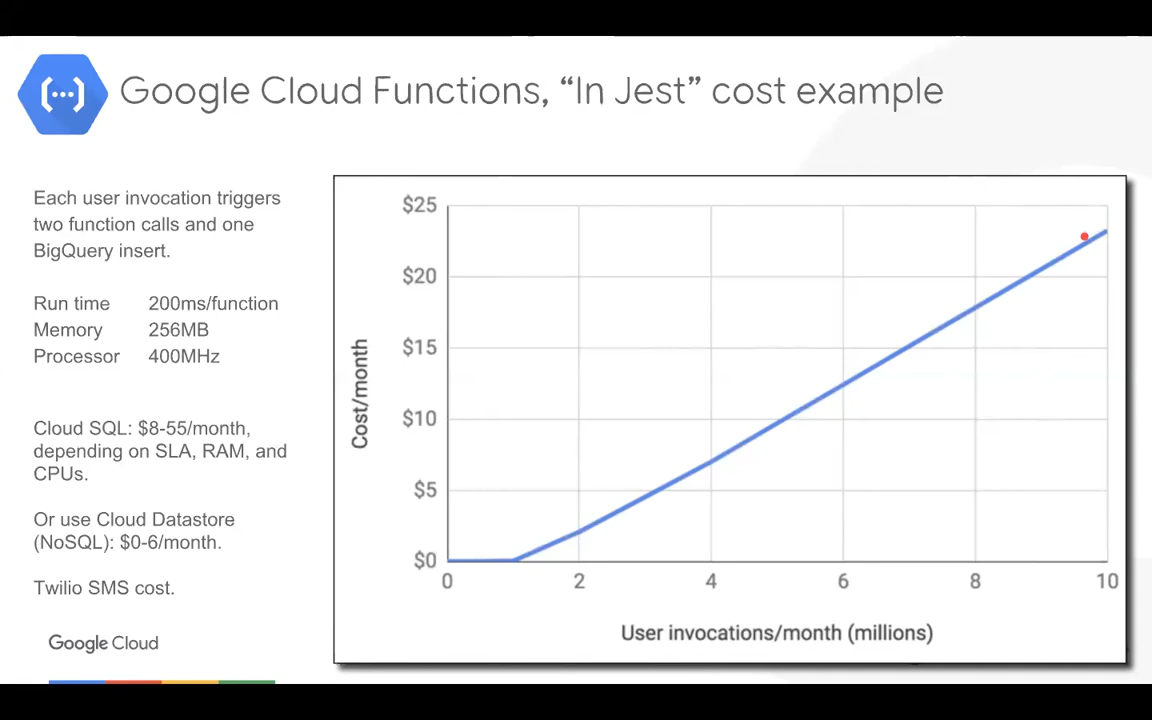 Google Cloud Functions, “In Jest” cost example
Each user invocation triggers
two function calls and one
BigQuery insert.
Run time 200ms/function
Memory 256MB
Processor 400MHz
Cloud SQL: $8-55/month,
depending on SLA, RAM, and
CPUs.
Or use Cloud Datastore
(NoSQL): $0-6/month.
Twilio SMS cost.
Google Cloud
Cost/month
$25
$20
$15
$10
$5
$0
0 2 4 6 8 10
User invocations/month (millions)